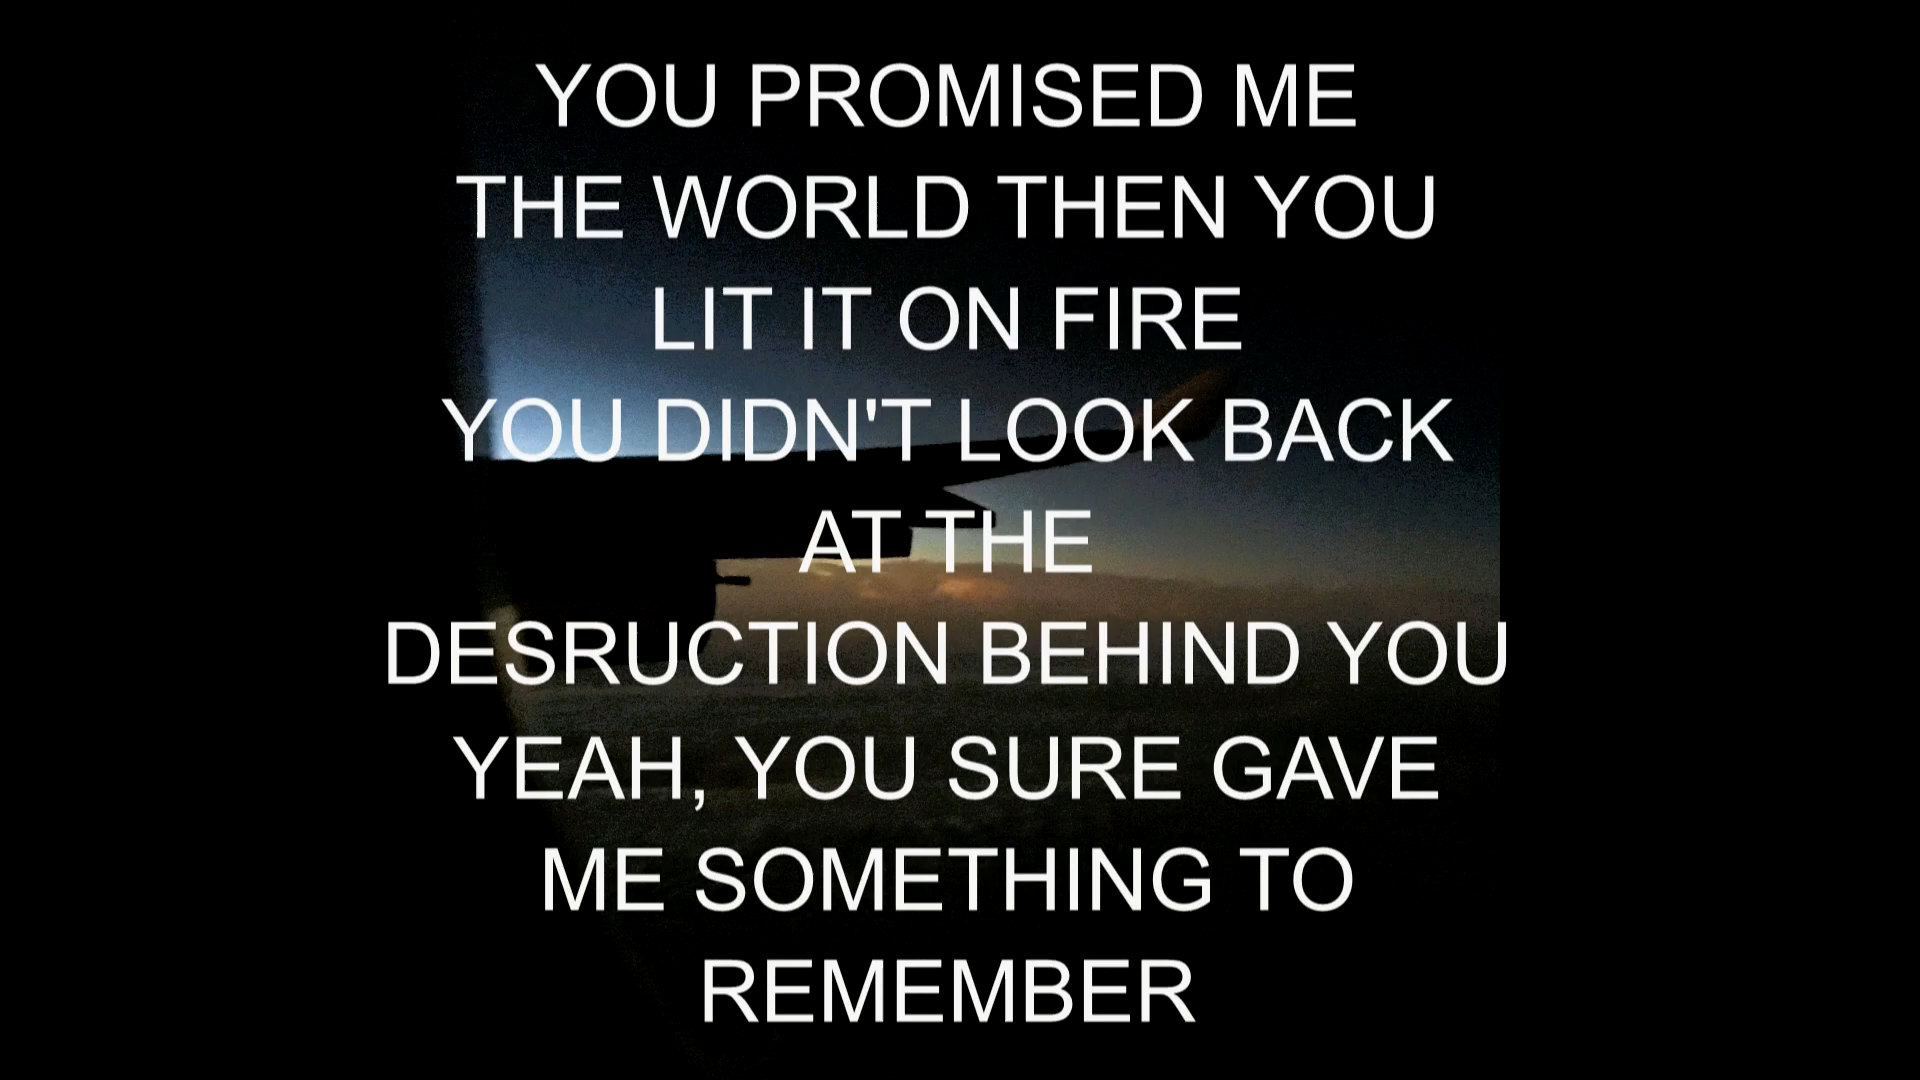 YOU PROMISED ME
THE WORLD THEN YOU
LIT IT ON FIRE
YOU DIDN'T LOOK BACK
AT THE
DESRUCTION BEHIND YOU
YEAH, YOU SURE GAVE
ME SOMETHING TO
REMEMBER